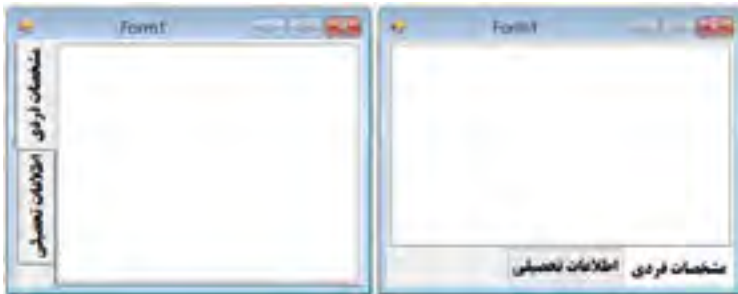 Form1
مشخصات فردی
اطلاعات تحصیلی
Form1
مشخصات فردی اطلاعات تحصیلی